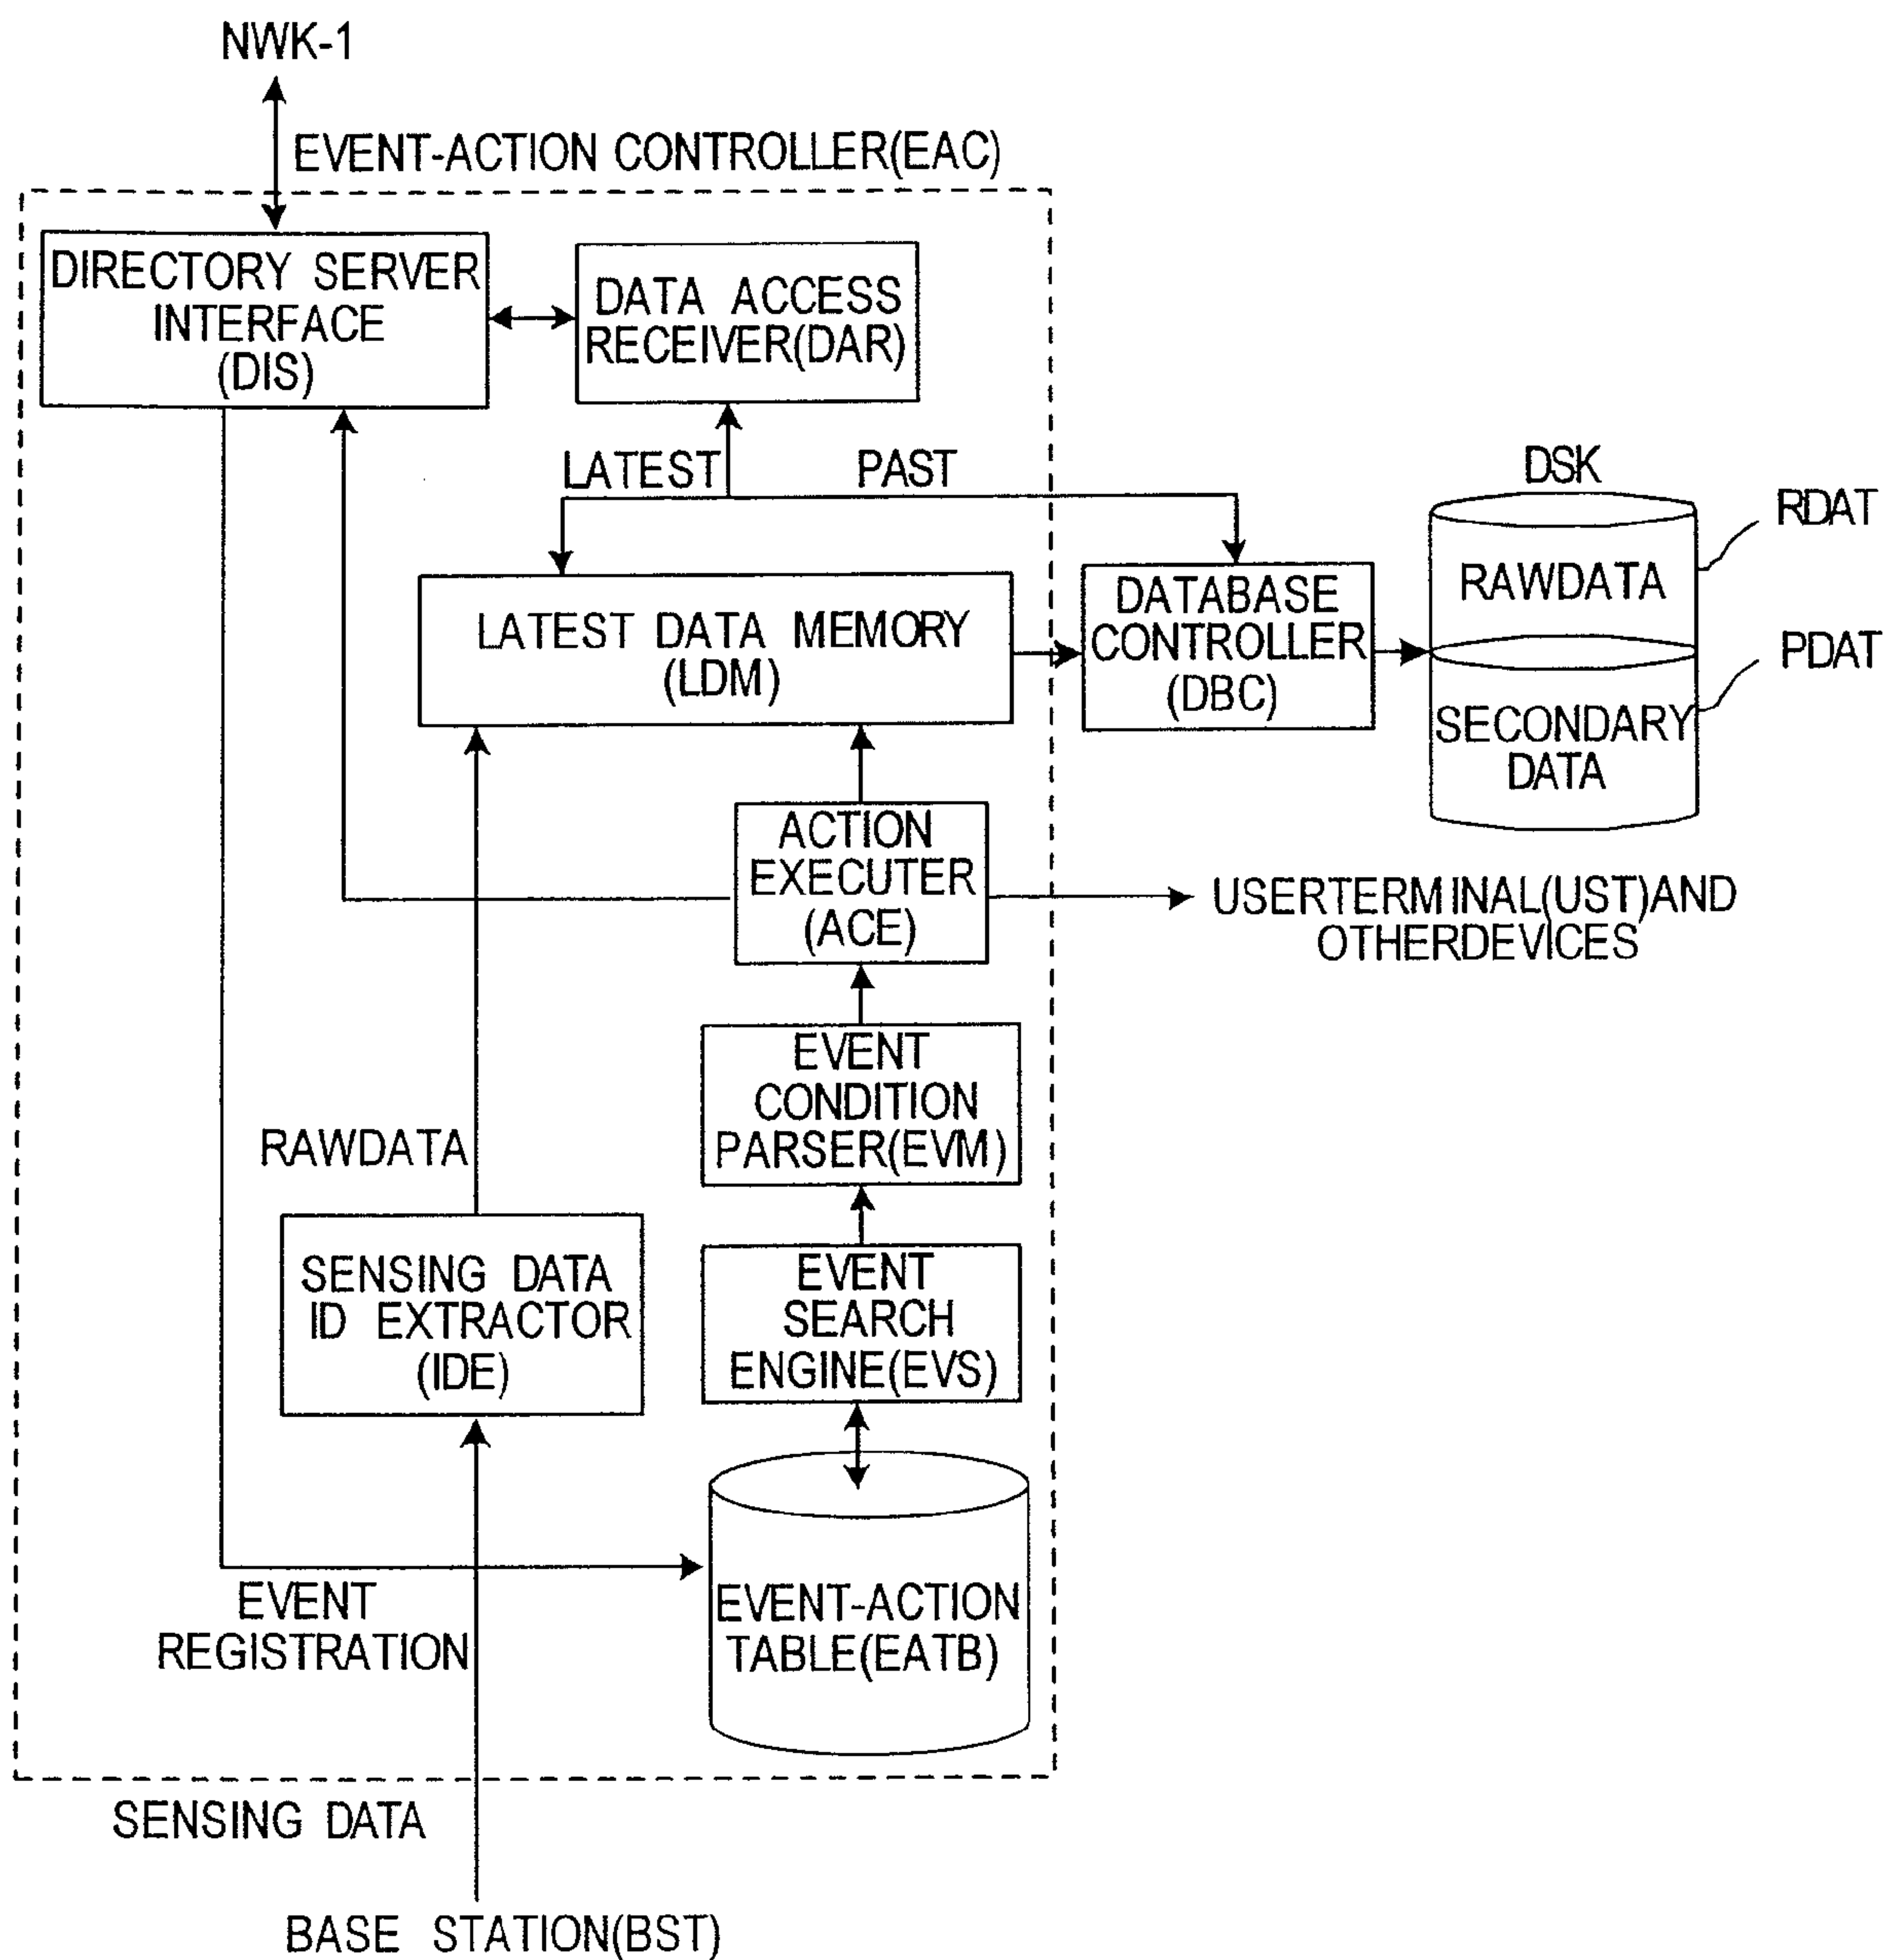 NWK-1
EVENT-ACTION CONTROLLER(EAC)
DIRECTORY SERVER
INTERFACE
(DIS)
DATA ACCESS
RECEIVER(DAR)
LATEST
PAST
DSK
RDAT
RAWDATA
PDAT
SECONDARY
DATA
LATEST DATA MEMORY
(LDM)
DATABASE
CONTROLLER
(DBC)
ACTION
EXECUTER
(ACE)
USERTERMINAL(UST)AND
OTHERDEVICES
EVENT
CONDITION
PARSER(EVM)
RAWDATA
SENSING DATA
ID EXTRACTOR
(IDE)
EVENT
SEARCH
ENGINE(EVS)
EVENT
REGISTRATION
EVENT-ACTION
TABLE(EATB)
SENSING DATA
BASE STATION(BST)